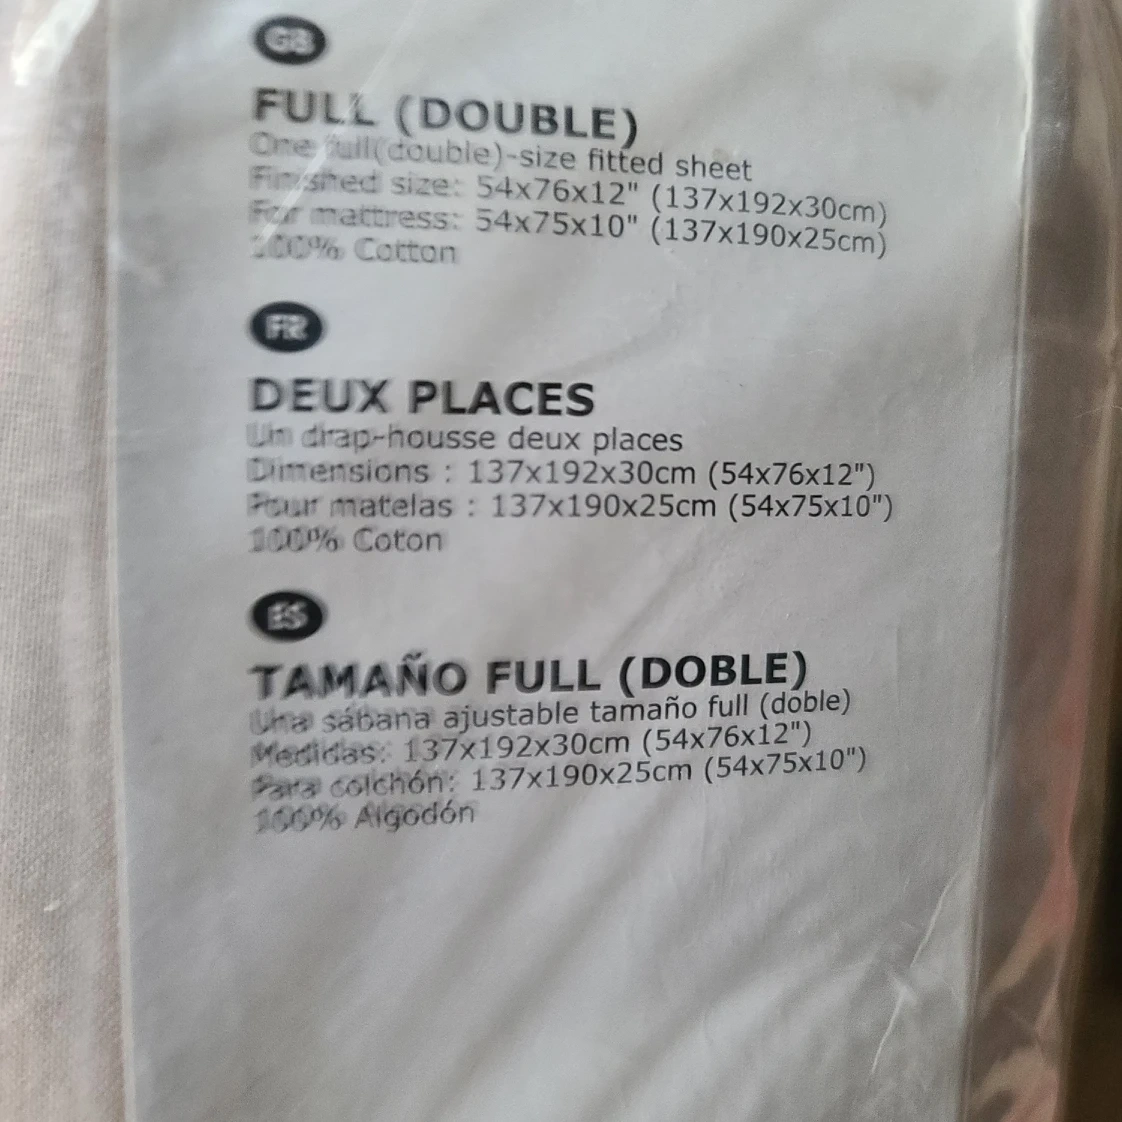 GB
FULL (DOUBLE)
One full(double)-size fitted sheet
Finished size: 54x76x12" (137x192x30cm)
For mattress: 54x75x10" (137x190x25cm)
100% Cotton
FR
DEUX PLACES
Un drap-housse deux places
Dimensions : 137x192x30cm (54x76x12")
Pour matelas : 137x190x25cm (54x75x10")
100% Coton
ES
TAMAÑO FULL (DOBLE)
Una sábana ajustable tamaño full (doble)
Medidas: 137x192x30cm (54x76x12")
Para colchón: 137x190x25cm (54x75x10")
100% Algodón